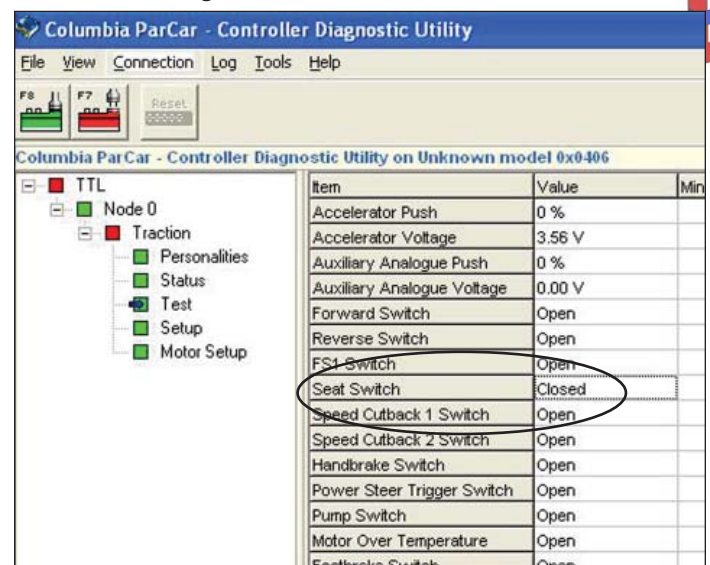 Columbia ParCar - Controller Diagnostic Utility
File View Connection Log Tools Help
F8 F7 Reset
Columbia ParCar - Controller Diagnostic Utility on Unknown model 0x0406
TTL
Node 0
Traction
Personalities
Status
Test
Setup
Motor Setup
Item Value Min
Accelerator Push 0 %
Accelerator Voltage 3.56 V
Auxiliary Analogue Push 0 %
Auxiliary Analogue Voltage 0.00 V
Forward Switch Open
Reverse Switch Open
FS1 Switch Open
Seat Switch Closed
Speed Cutback 1 Switch Open
Speed Cutback 2 Switch Open
Handbrake Switch Open
Power Steer Trigger Switch Open
Pump Switch Open
Motor Over Temperature Open